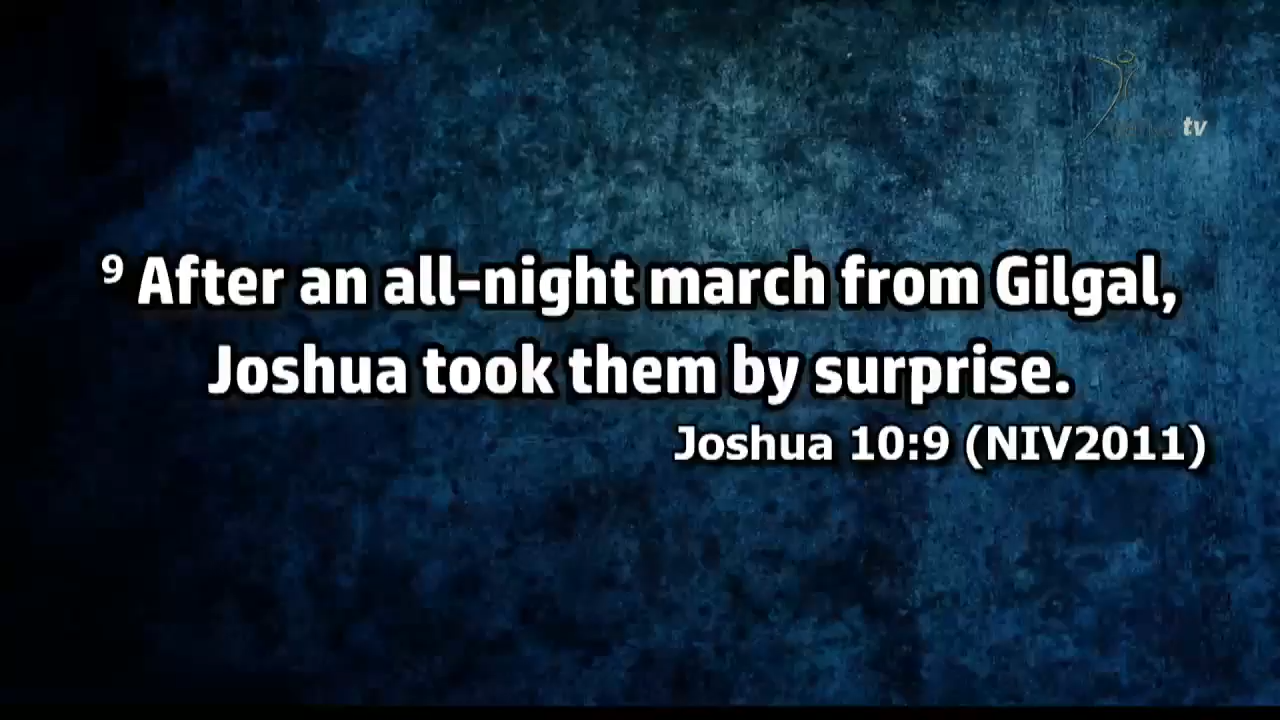 tv
⁹ After an all-night march from Gilgal,
Joshua took them by surprise.
Joshua 10:9 (NIV2011)